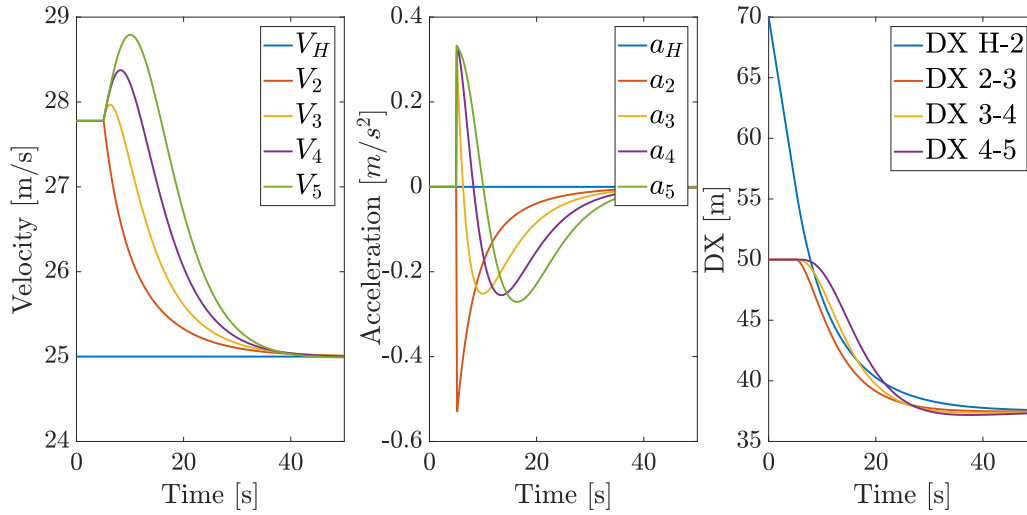 Velocity [m/s]
29
28
27
26
25
24
0
20
40
Time [s]
V_H
V_2
V_3
V_4
V_5
Acceleration [m/s²]
0.4
0.2
0
-0.2
-0.4
-0.6
0
20
40
Time [s]
a_H
a_2
a_3
a_4
a_5
DX [m]
70
65
60
55
50
45
40
35
0
20
40
Time [s]
DX H-2
DX 2-3
DX 3-4
DX 4-5